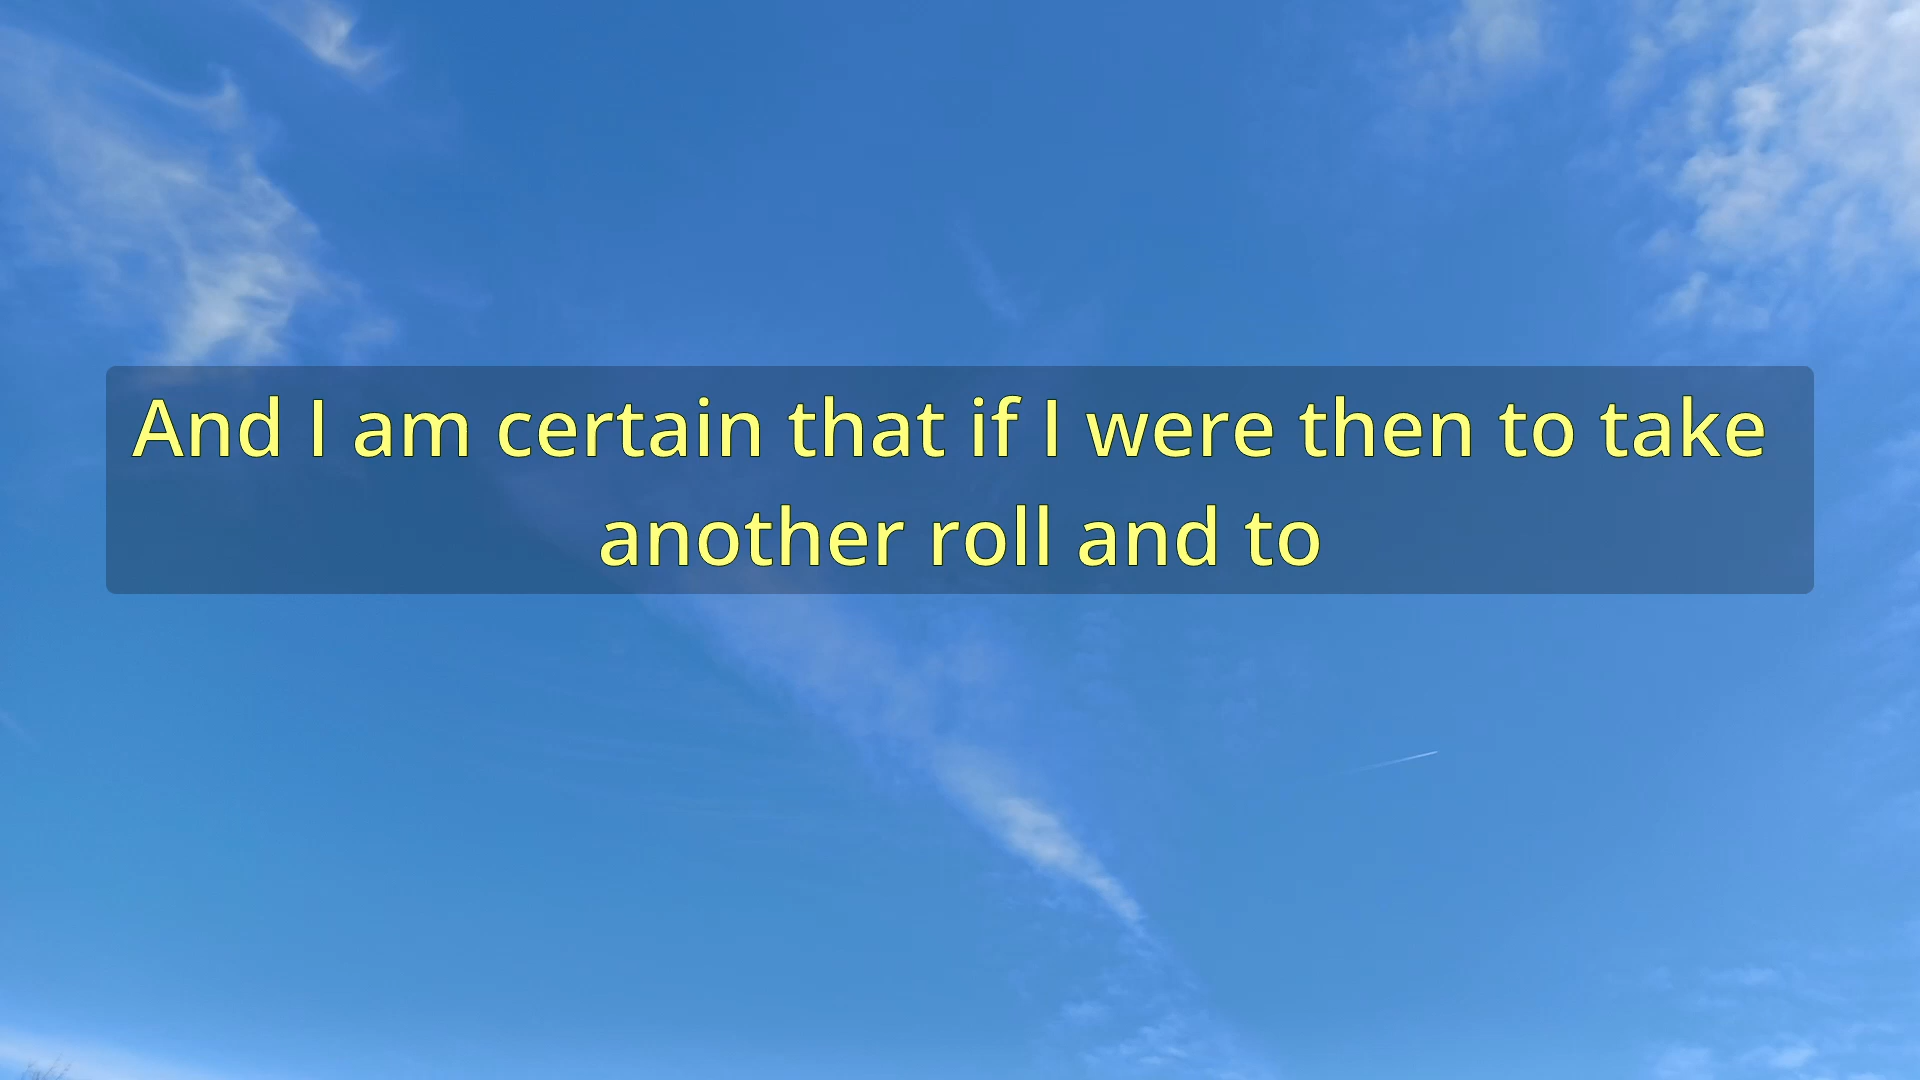 And I am certain that if I were then to take
another roll and to